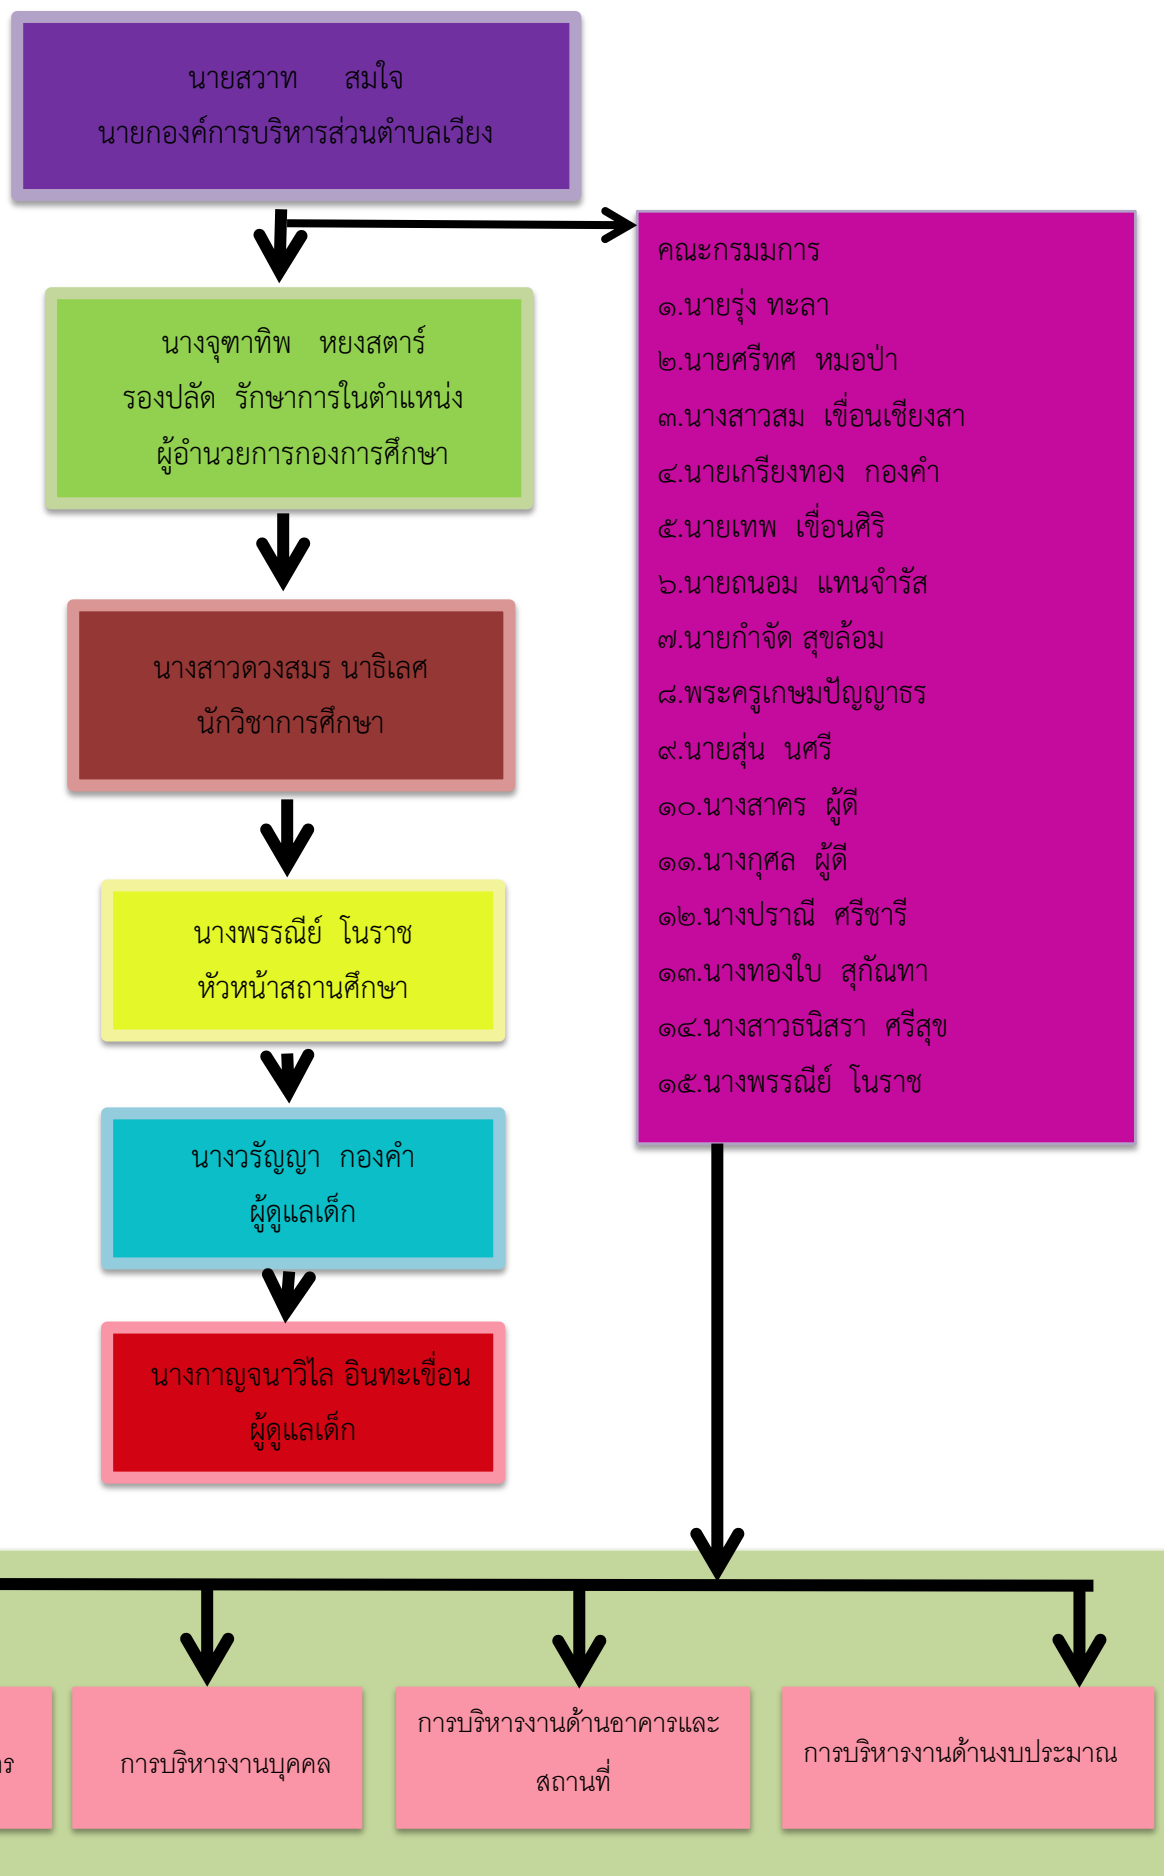 นายสวาท สมใจ
นายกองค์การบริหารส่วนตำบลเวียง
นางจุฑาทิพ หยงสตาร์
รองปลัด รักษาการในตำแหน่ง
ผู้อำนวยการกองการศึกษา
นางสาวดวงสมร นาธิเลศ
นักวิชาการศึกษา
นางพรรณีย์ โนราช
หัวหน้าสถานศึกษา
นางวรัญญา กองคำ
ผู้ดูแลเด็ก
นางกาญจนาวิไล อินทะเขื่อน
ผู้ดูแลเด็ก
คณะกรมมการ
๑.นายรุ่ง ทะลา
๒.นายศรีทศ หมอป่า
๓.นางสาวสม เขื่อนเชียงสา
๔.นายเกรียงทอง กองคำ
๕.นายเทพ เขื่อนศิริ
๖.นายถนอม แทนจำรัส
๗.นายกำจัด สุขล้อม
๘.พระครูเกษมปัญญาธร
๙.นายสุ่น นศรี
๑๐.นางสาคร ผู้ดี
๑๑.นางกุศล ผู้ดี
๑๒.นางปราณี ศรีชารี
๑๓.นางทองใบ สุกัณทา
๑๔.นางสาวธนิสรา ศรีสุข
๑๕.นางพรรณีย์ โนราช
การบริหารงานบุคคล
การบริหารงานด้านอาคารและ
สถานที่
การบริหารงานด้านงบประมาณ